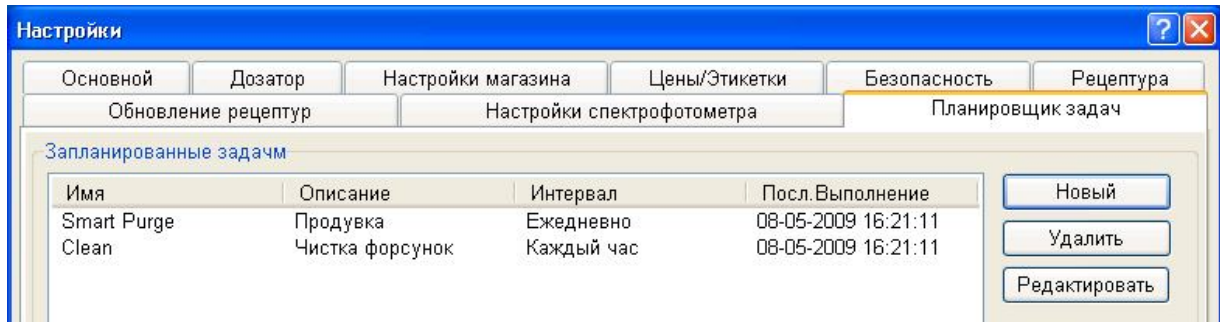 Настройки
Основной Дозатор Настройки магазина Цены/Этикетки Безопасность Рецептура
Обновление рецептур Настройки спектрофотометра Планировщик задач
Запланированные задачм
Имя Описание Интервал Посл.Выполнение Новый
Smart Purge Продувка Ежедневно 08-05-2009 16:21:11
Clean Чистка форсунок Каждый час 08-05-2009 16:21:11 Удалить
Редактировать